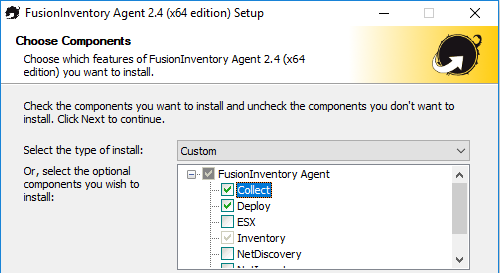 FusionInventory Agent 2.4 (x64 edition) Setup
Choose Components
Choose which features of FusionInventory Agent 2.4 (x64
edition) you want to install.
Check the components you want to install and uncheck the components you don't want to
install. Click Next to continue.
Select the type of install:
Custom
Or, select the optional
components you wish to
install:
FusionInventory Agent
Collect
Deploy
ESX
Inventory
NetDiscovery